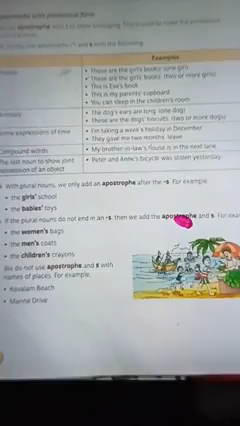 Examples
These are the girl's books. (one girl)
These are the girls' books. (two or more girls)
This is Eve's book
This is my parents' cupboard
You can sleep in the children's room
The dog's ears are long. (one dog)
These are the dogs' biscuits. (two or more dogs)
some expressions of time
I'm taking a week's holiday in December
They gave me two months' leave
Compound words
My brother-in-law's house is in the next lane
The last noun to show joint
possession of an object
Peter and Anne's bicycle was stolen yesterday
With plural nouns, we only add an apostrophe after the -s. For example:
the girls' school
the babies' toys
If the plural nouns do not end in an -s, then we add the apostrophe and s. For
the women's bags
the men's coats
the children's crayons
We do not use apostrophe and s with
names of places. For example,
Kovalam Beach
Marine Drive